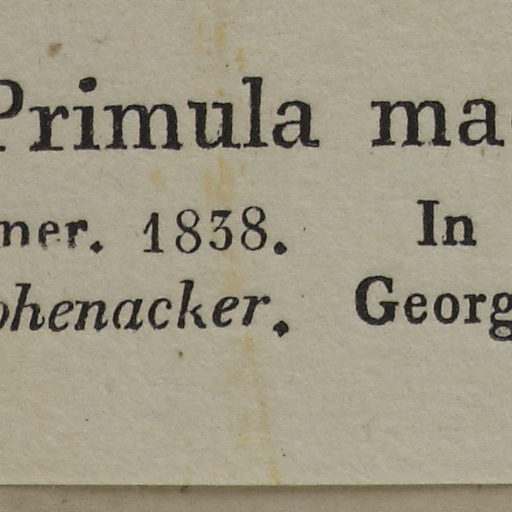 Primula ma
ner. 1838. In
ohenacker. Georg